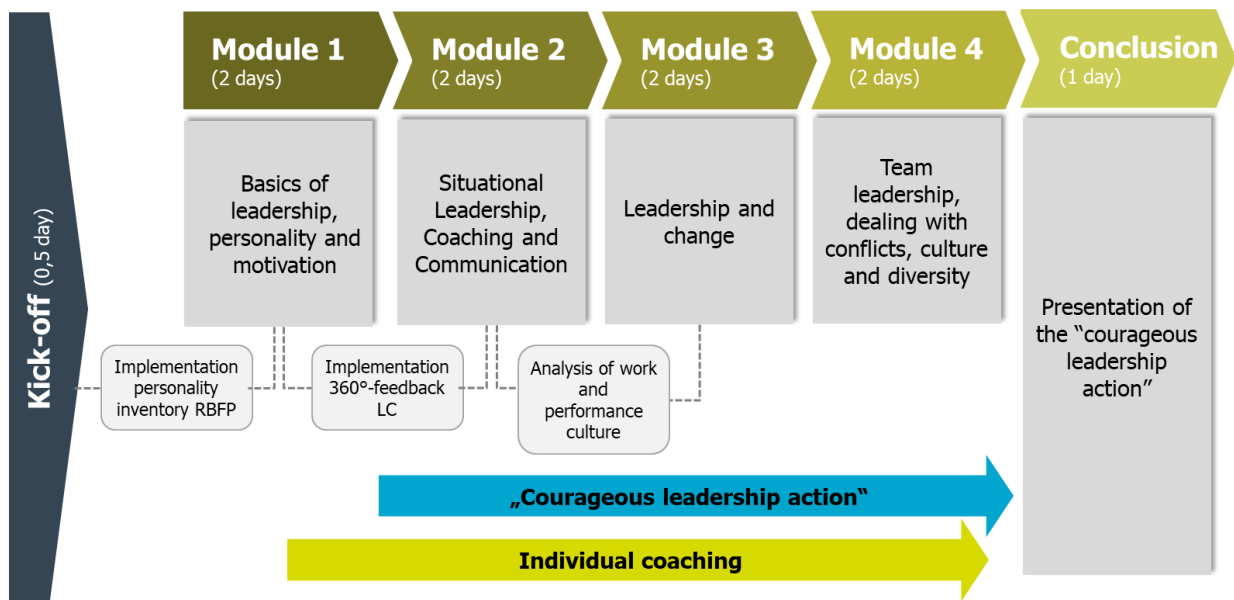 Kick-off (0,5 day)
Module 1
(2 days)
Module 2
(2 days)
Module 3
(2 days)
Module 4
(2 days)
Conclusion
(1 day)
Basics of
leadership,
personality and
motivation
Situational
Leadership,
Coaching and
Communication
Leadership and
change
Team
leadership,
dealing with
conflicts, culture
and diversity
Presentation of
the “courageous
leadership
action”
Implementation
personality
inventory RBFP
Implementation
360°-feedback
LC
Analysis of work
and
performance
culture
„Courageous leadership action“
Individual coaching